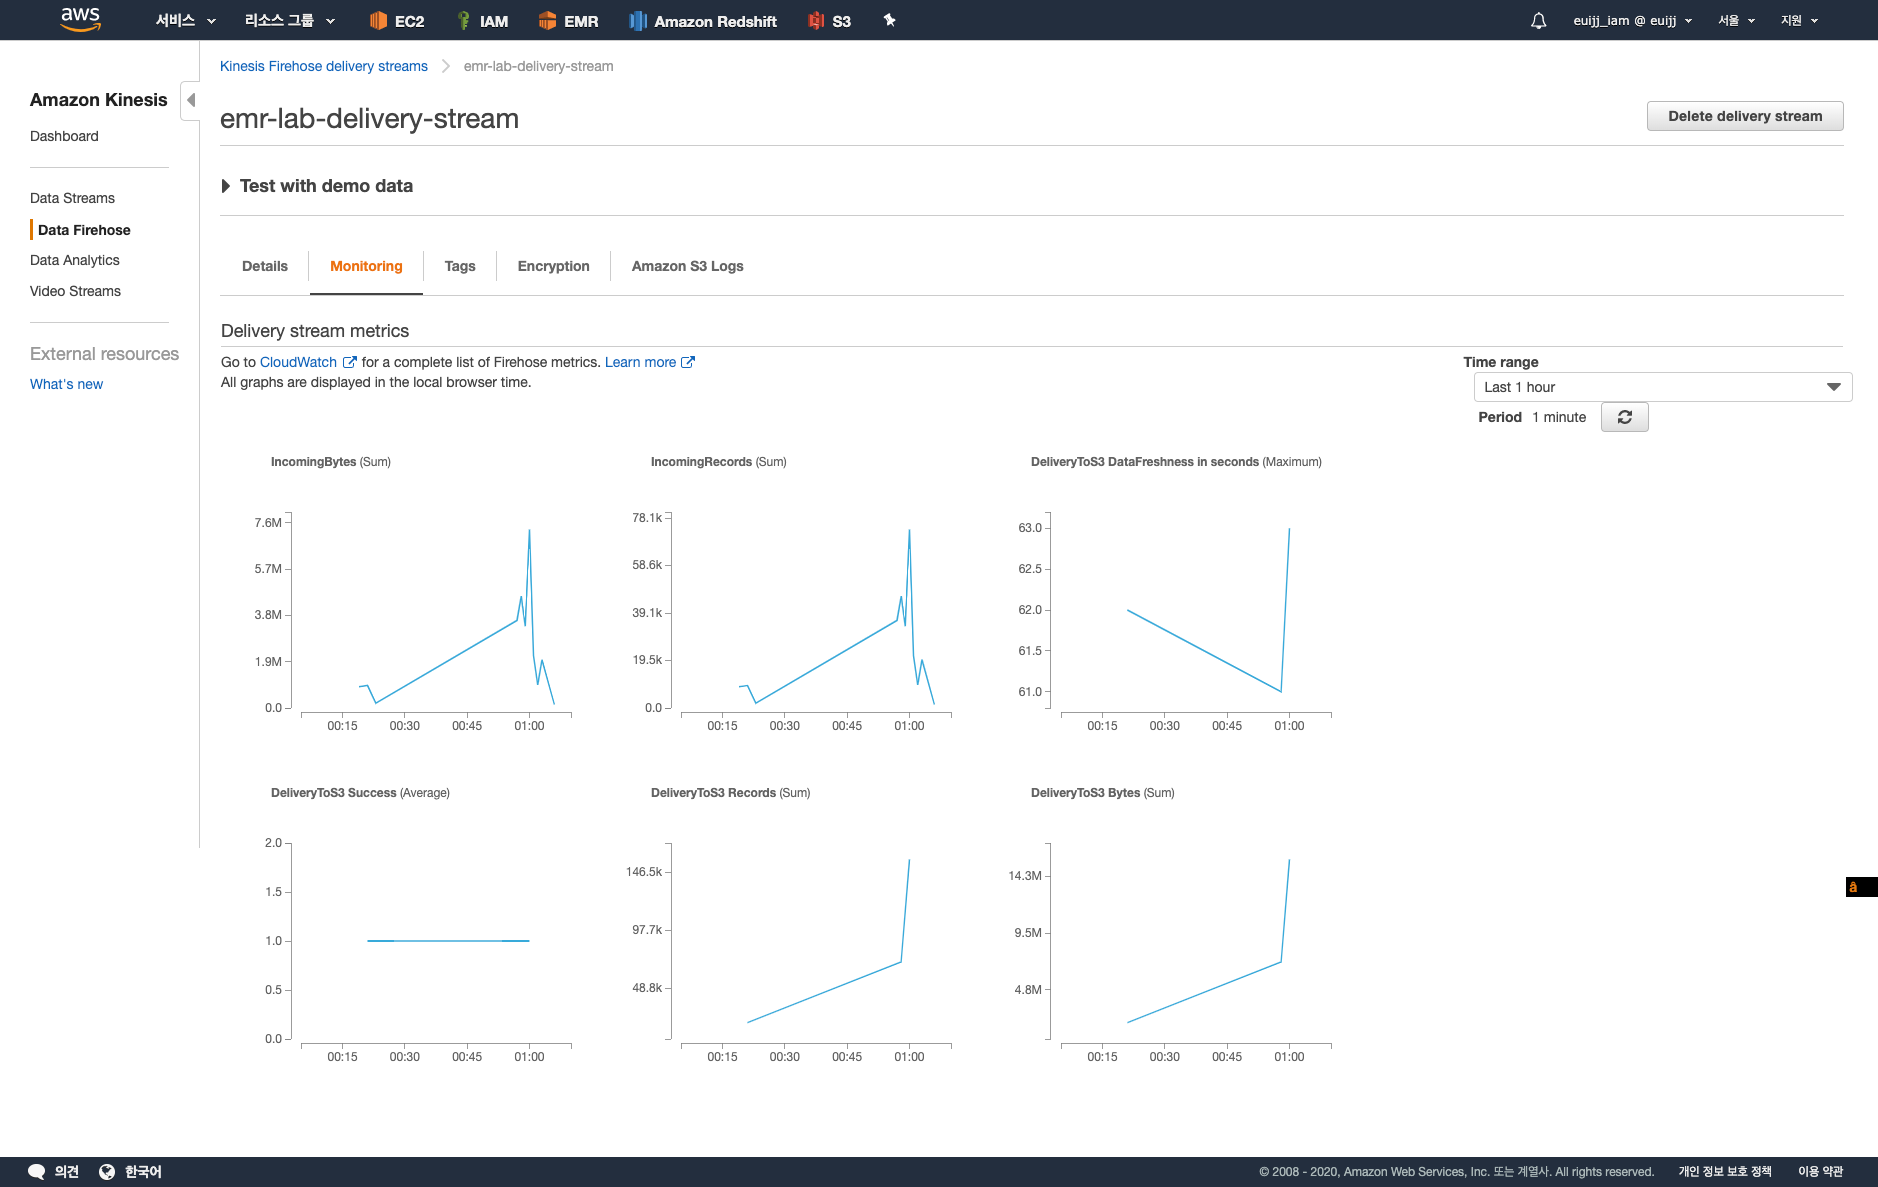 aws 서비스 리소스 그룹 EC2 IAM EMR Amazon Redshift S3 euijj_iam @ euijj 서울 지원
Kinesis Firehose delivery streams emr-lab-delivery-stream
Amazon Kinesis
Dashboard
Data Streams
Data Firehose
Data Analytics
Video Streams
External resources
What's new
emr-lab-delivery-stream
Delete delivery stream
Test with demo data
Details Monitoring Tags Encryption Amazon S3 Logs
Delivery stream metrics
Go to CloudWatch for a complete list of Firehose metrics. Learn more
All graphs are displayed in the local browser time.
Time range
Last 1 hour
Period 1 minute
IncomingBytes (Sum)
7.6M
5.7M
3.8M
1.9M
0.0
00:15 00:30 00:45 01:00
IncomingRecords (Sum)
78.1k
58.6k
39.1k
19.5k
0.0
00:15 00:30 00:45 01:00
DeliveryToS3 DataFreshness in seconds (Maximum)
63.0
62.5
62.0
61.5
61.0
00:15 00:30 00:45 01:00
DeliveryToS3 Success (Average)
2.0
1.5
1.0
0.5
0.0
00:15 00:30 00:45 01:00
DeliveryToS3 Records (Sum)
146.5k
97.7k
48.8k
00:15 00:30 00:45 01:00
DeliveryToS3 Bytes (Sum)
14.3M
9.5M
4.8M
00:15 00:30 00:45 01:00
â
의견 한국어 © 2008 - 2020, Amazon Web Services, Inc. 또는 계열사. All rights reserved. 개인 정보 보호 정책 이용 약관